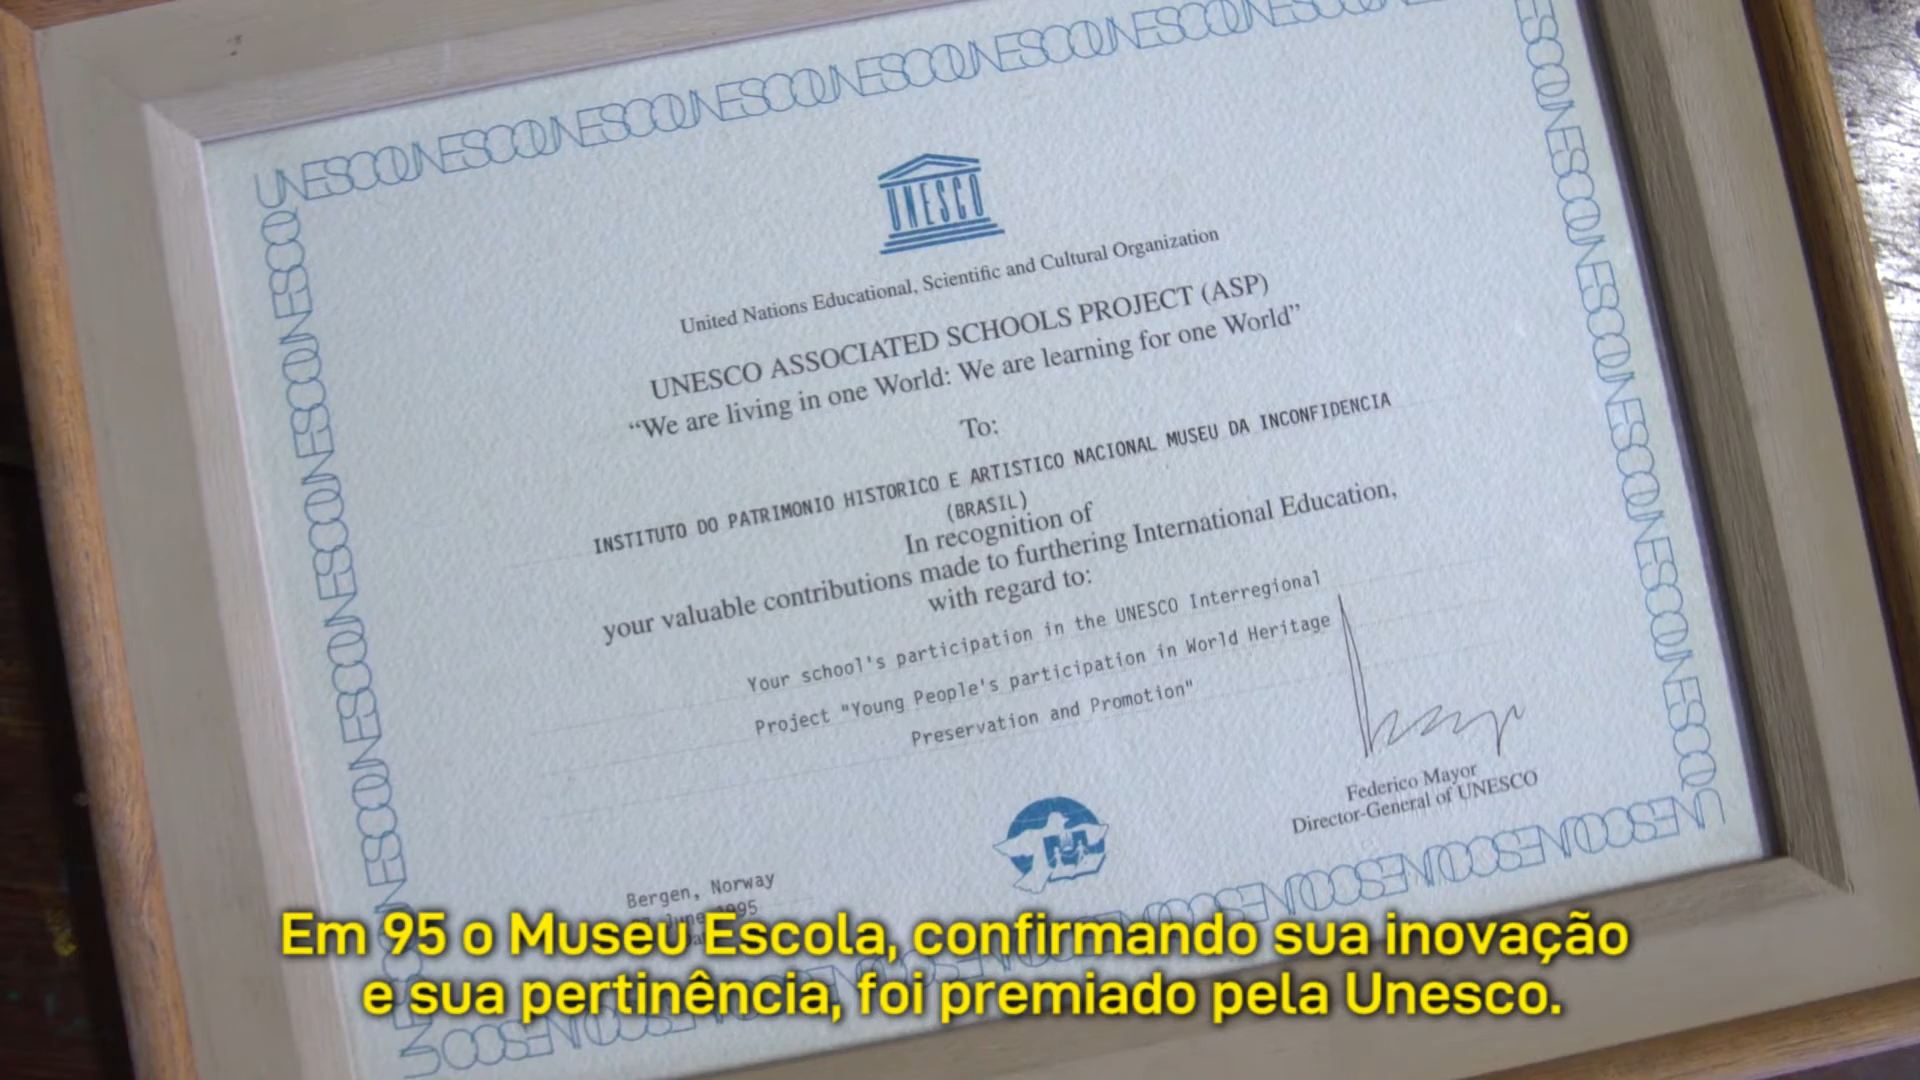 UNESCO
United Nations Educational, Scientific and Cultural Organization
UNESCO ASSOCIATED SCHOOLS PROJECT (ASP)
“We are living in one World: We are learning for one World”
To:
INSTITUTO DO PATRIMONIO HISTORICO E ARTISTICO NACIONAL MUSEU DA INCONFIDENCIA
(BRASIL)
In recognition of
your valuable contributions made to furthering International Education,
with regard to:
Your school's participation in the UNESCO Interregional
Project "Young People's participation in World Heritage
Preservation and Promotion"
Federico Mayor
Director-General of UNESCO
Bergen, Norway
June 1995
Em 95 o Museu Escola, confirmando sua inovação
e sua pertinência, foi premiado pela Unesco.